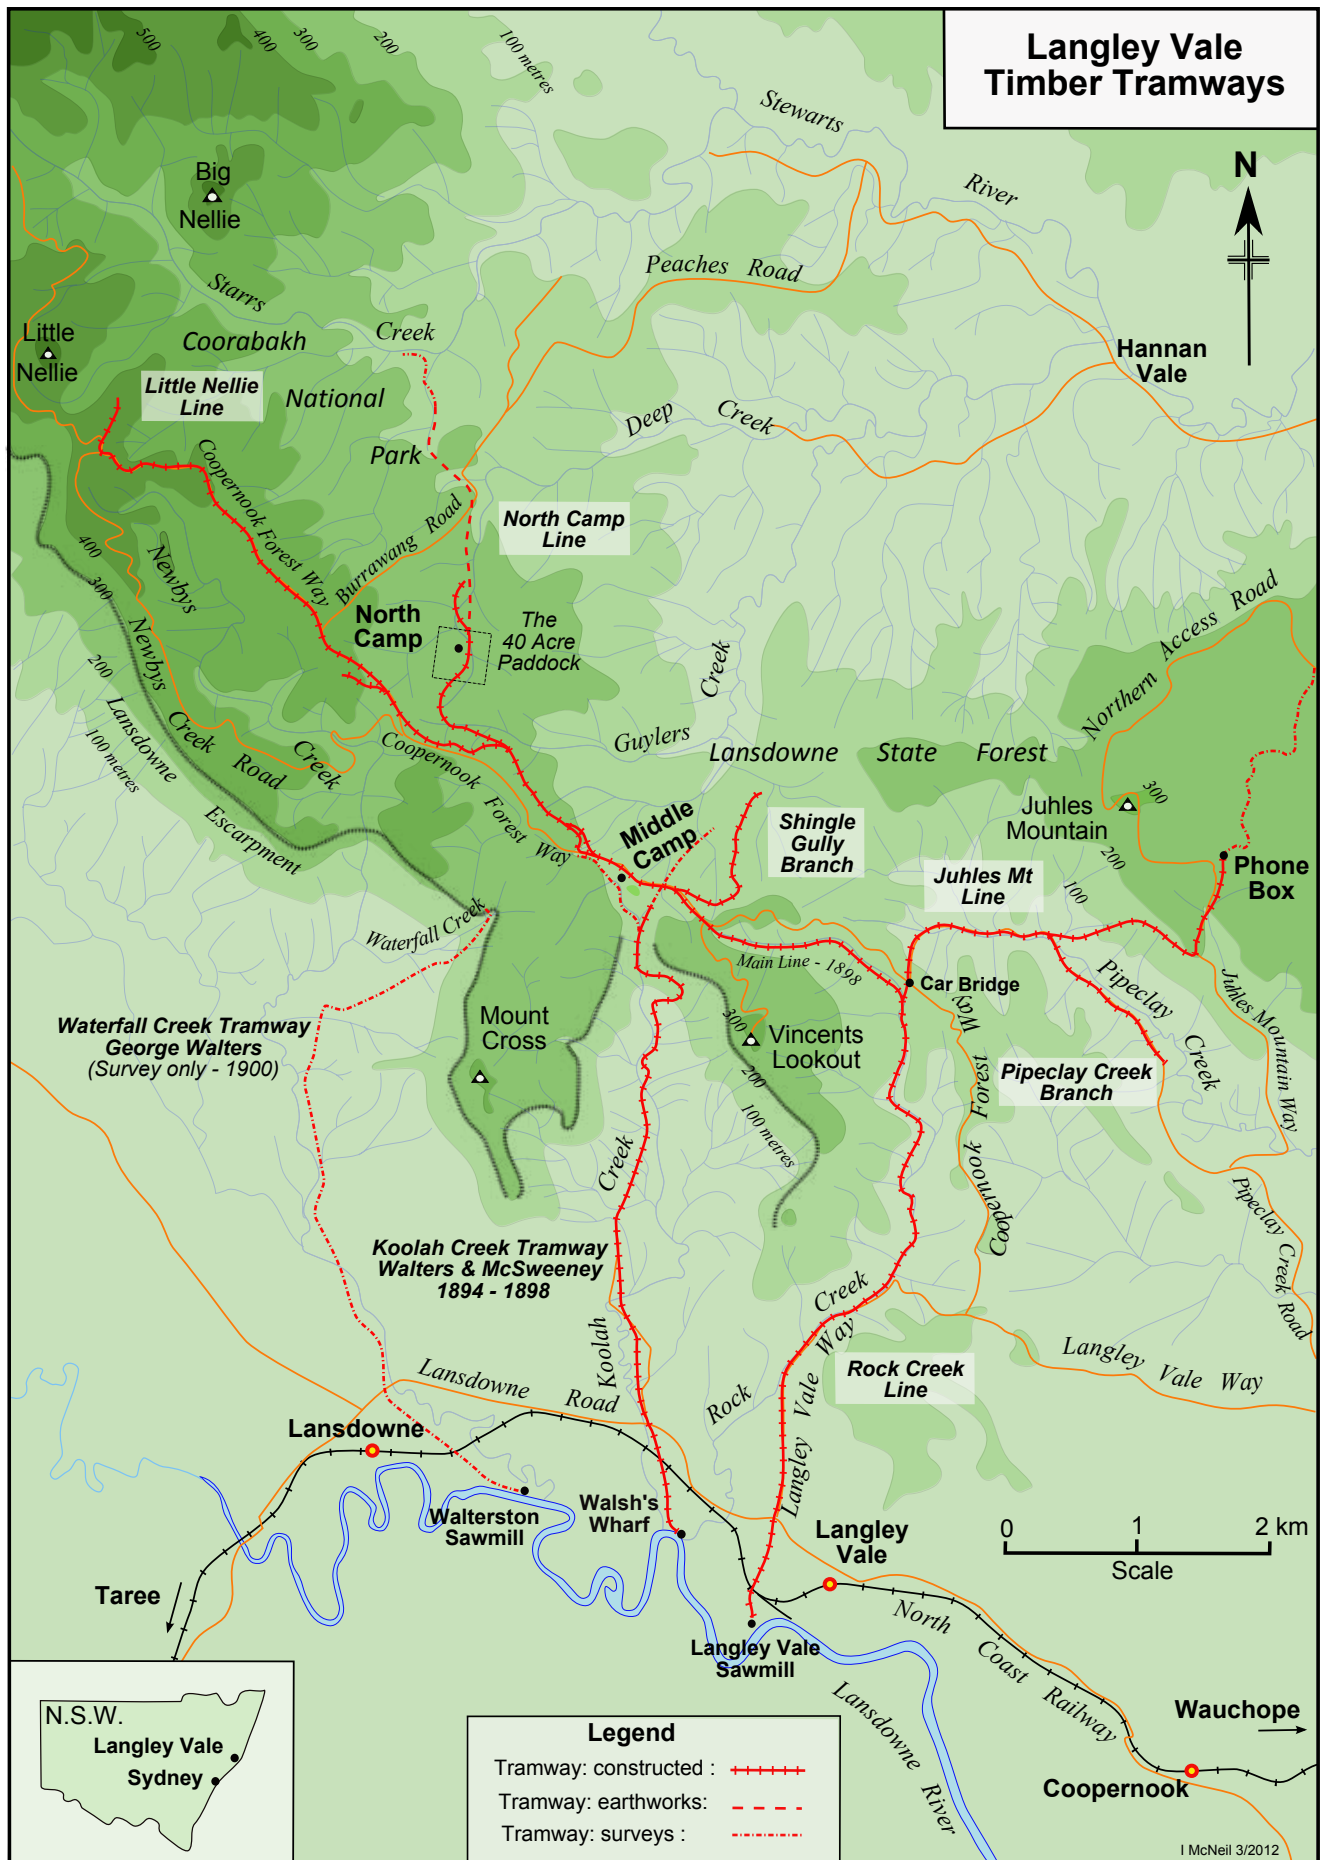 Langley Vale
Timber Tramways
500
400
300
200
100 metres
Stewarts
River
N
Big
Nellie
Peaches Road
Starrs
Creek
Little
Nellie
Coorabakh
National
Park
Hannan
Vale
Little Nellie
Line
Deep
Creek
Coopernook Forest Way
Burrawang Road
North Camp
Line
400
300
200
100 metres
Newbys
Creek
Newbys
Creek
Road
Lansdowne
Escarpment
North
Camp
The
40 Acre
Paddock
Guylers
Creek
Northern
Access Road
Lansdowne State Forest
Coopernook
Forest Way
Middle
Camp
Shingle
Gully
Branch
Juhles
Mountain
300
200
100
Juhles Mt
Line
Phone
Box
Waterfall Creek
Main Line - 1898
Car Bridge
Pipeclay
Creek
Juhles Mountain Way
Waterfall Creek Tramway
George Walters
(Survey only - 1900)
Mount
Cross
300
200
100 metres
Vincents
Lookout
Coopernook Forest Way
Pipeclay Creek
Branch
Pipeclay Creek Road
Koolah Creek
Koolah Creek Tramway
Walters & McSweeney
1894 - 1898
Rock Creek
Langley Vale Way
Rock Creek
Line
Langley Vale Way
Lansdowne Road
Lansdowne
Walterston
Sawmill
Walsh's
Wharf
Langley
Vale
0 1 2 km
Scale
Taree
North Coast Railway
Langley Vale
Sawmill
Lansdowne River
Wauchope
Coopernook
N.S.W.
Langley Vale
Sydney
Legend
Tramway: constructed :
Tramway: earthworks:
Tramway: surveys :
I McNeil 3/2012